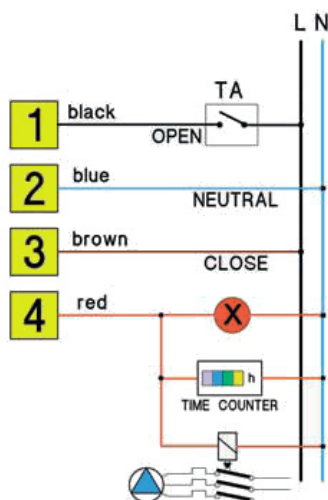 L N
TA
1 black
OPEN
2 blue
NEUTRAL
3 brown
CLOSE
4 red
X
h
TIME COUNTER